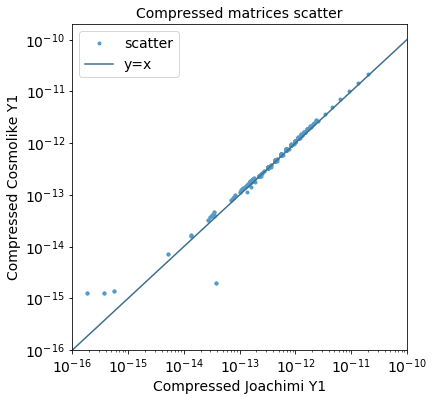 Compressed matrices scatter
scatter
y=x
Compressed Cosmolike Y1
10⁻¹⁰
10⁻¹¹
10⁻¹²
10⁻¹³
10⁻¹⁴
10⁻¹⁵
10⁻¹⁶
10⁻¹⁶ 10⁻¹⁵ 10⁻¹⁴ 10⁻¹³ 10⁻¹² 10⁻¹¹ 10⁻¹⁰
Compressed Joachimi Y1